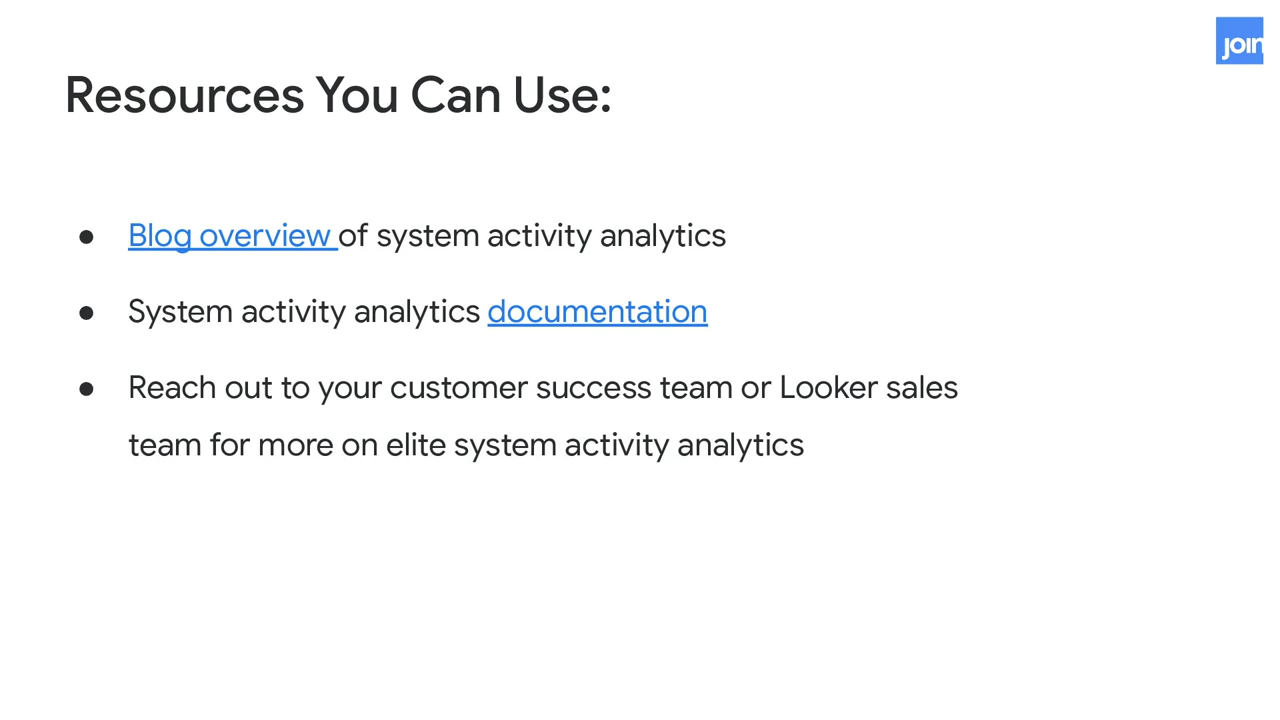 join
Resources You Can Use:
● Blog overview of system activity analytics
● System activity analytics documentation
● Reach out to your customer success team or Looker sales
team for more on elite system activity analytics